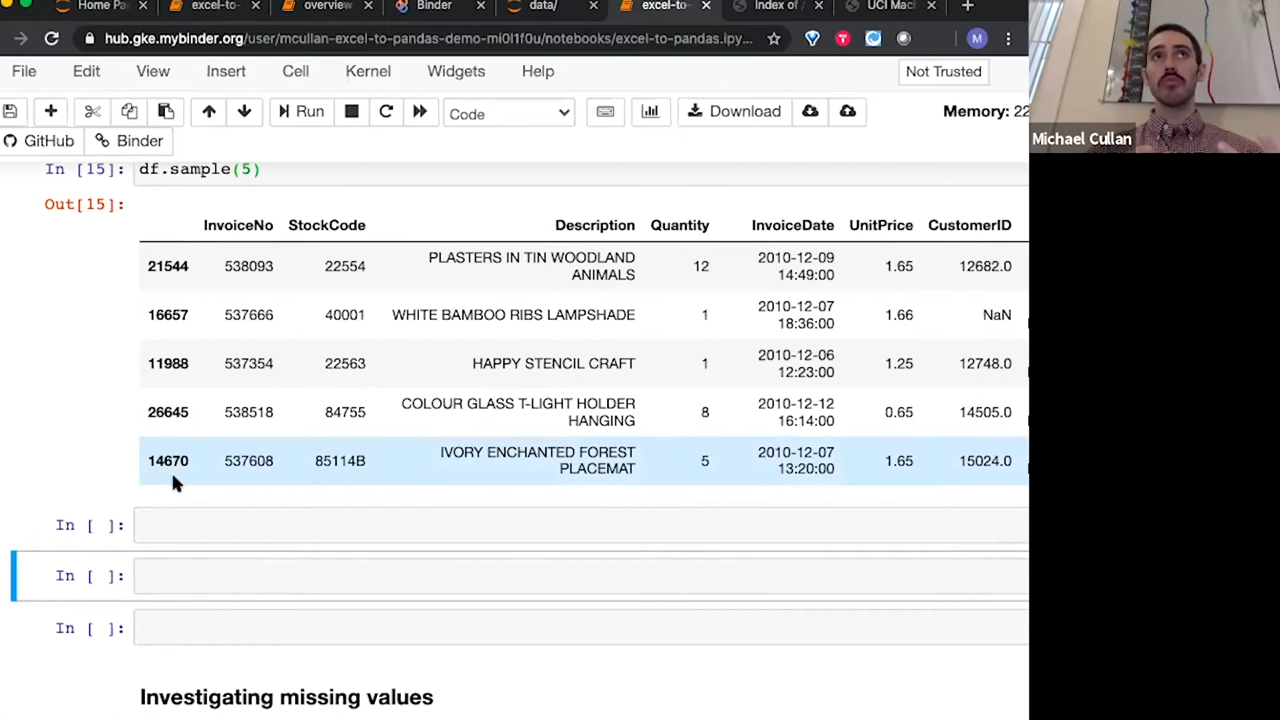 Home Pa
excel-to-
overview
Binder
data/
excel-to-
Index of /
UCI Mach
hub.gke.mybinder.org/user/mcullan-excel-to-pandas-demo-mi0l1f0u/notebooks/excel-to-pandas.ipy...
M
File Edit View Insert Cell Kernel Widgets Help Not Trusted
Run Code Download Memory: 22
GitHub Binder
Michael Cullan
In [15]: df.sample(5)
Out[15]:
InvoiceNo StockCode Description Quantity InvoiceDate UnitPrice CustomerID
21544 538093 22554 PLASTERS IN TIN WOODLAND ANIMALS 12 2010-12-09 14:49:00 1.65 12682.0
16657 537666 40001 WHITE BAMBOO RIBS LAMPSHADE 1 2010-12-07 18:36:00 1.66 NaN
11988 537354 22563 HAPPY STENCIL CRAFT 1 2010-12-06 12:23:00 1.25 12748.0
26645 538518 84755 COLOUR GLASS T-LIGHT HOLDER HANGING 8 2010-12-12 16:14:00 0.65 14505.0
14670 537608 85114B IVORY ENCHANTED FOREST PLACEMAT 5 2010-12-07 13:20:00 1.65 15024.0
In [ ]:
In [ ]:
In [ ]:
Investigating missing values